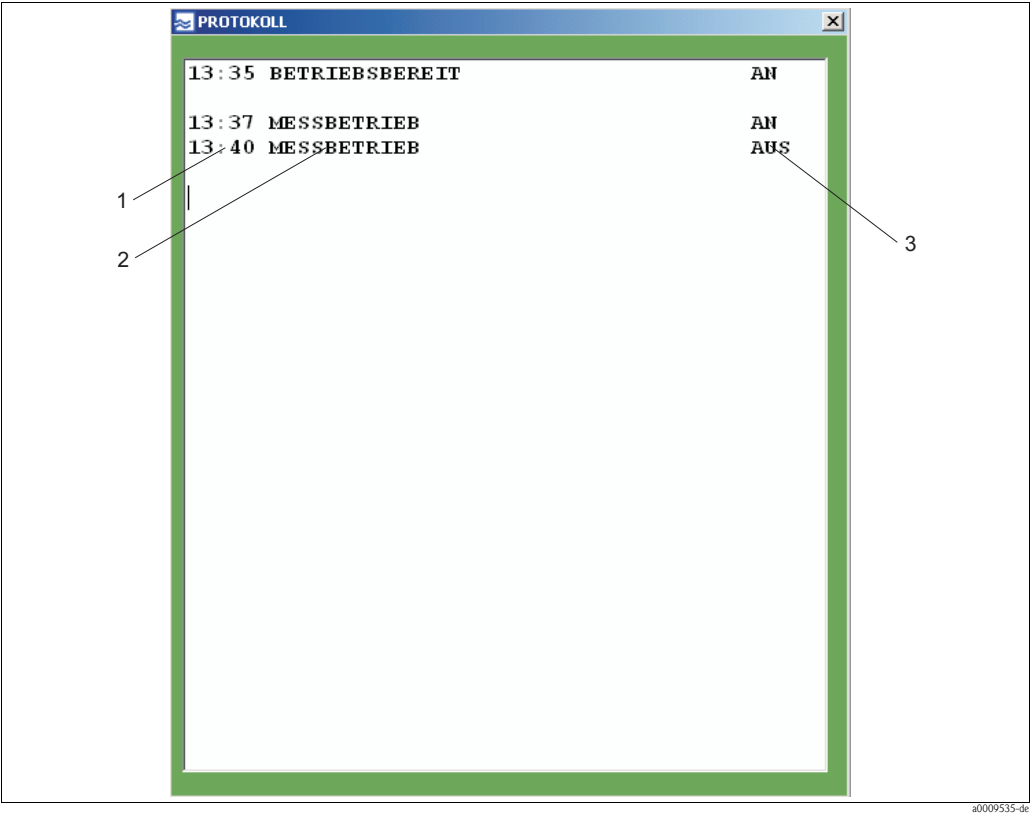 PROTOKOLL
13:35 BETRIEBSBEREIT AN
13:37 MESSBETRIEB AN
13:40 MESSBETRIEB AUS
1
2
3
a0009535-de